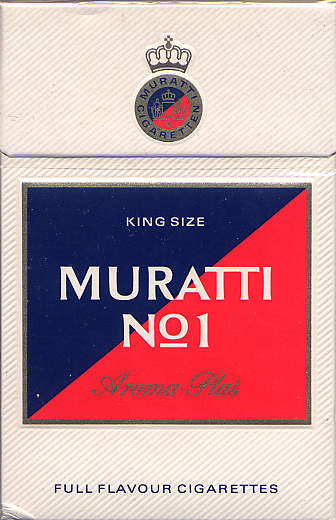 MURATTI
CIGARETTEN
KING SIZE
MURATTI
No1
Aroma Plus
FULL FLAVOUR CIGARETTES